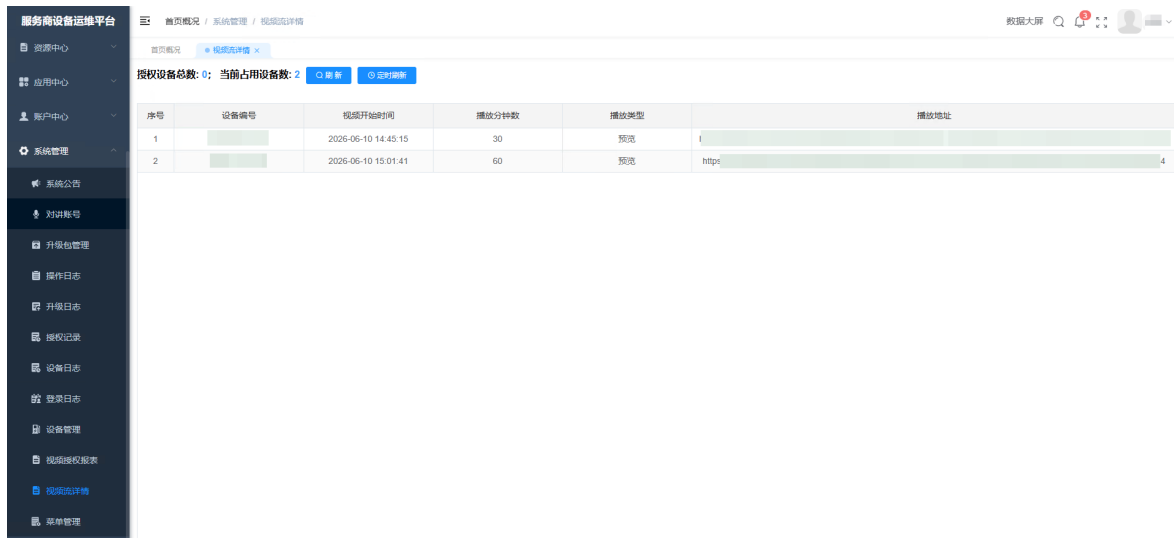 服务商设备运维平台
首页概况 / 系统管理 / 视频流详情
数据大屏
3
资源中心
首页概况
视频流详情 ×
授权设备总数: 0; 当前占用设备数: 2 刷 新 定时刷新
应用中心
账户中心
序号 设备编号 视频开始时间 播放分钟数 播放类型 播放地址
1 2026-06-10 14:45:15 30 预览
2 2026-06-10 15:01:41 60 预览 https 4
系统管理
系统公告
对讲账号
升级包管理
操作日志
升级日志
授权记录
设备日志
登录日志
设备管理
视频授权报表
视频流详情
菜单管理